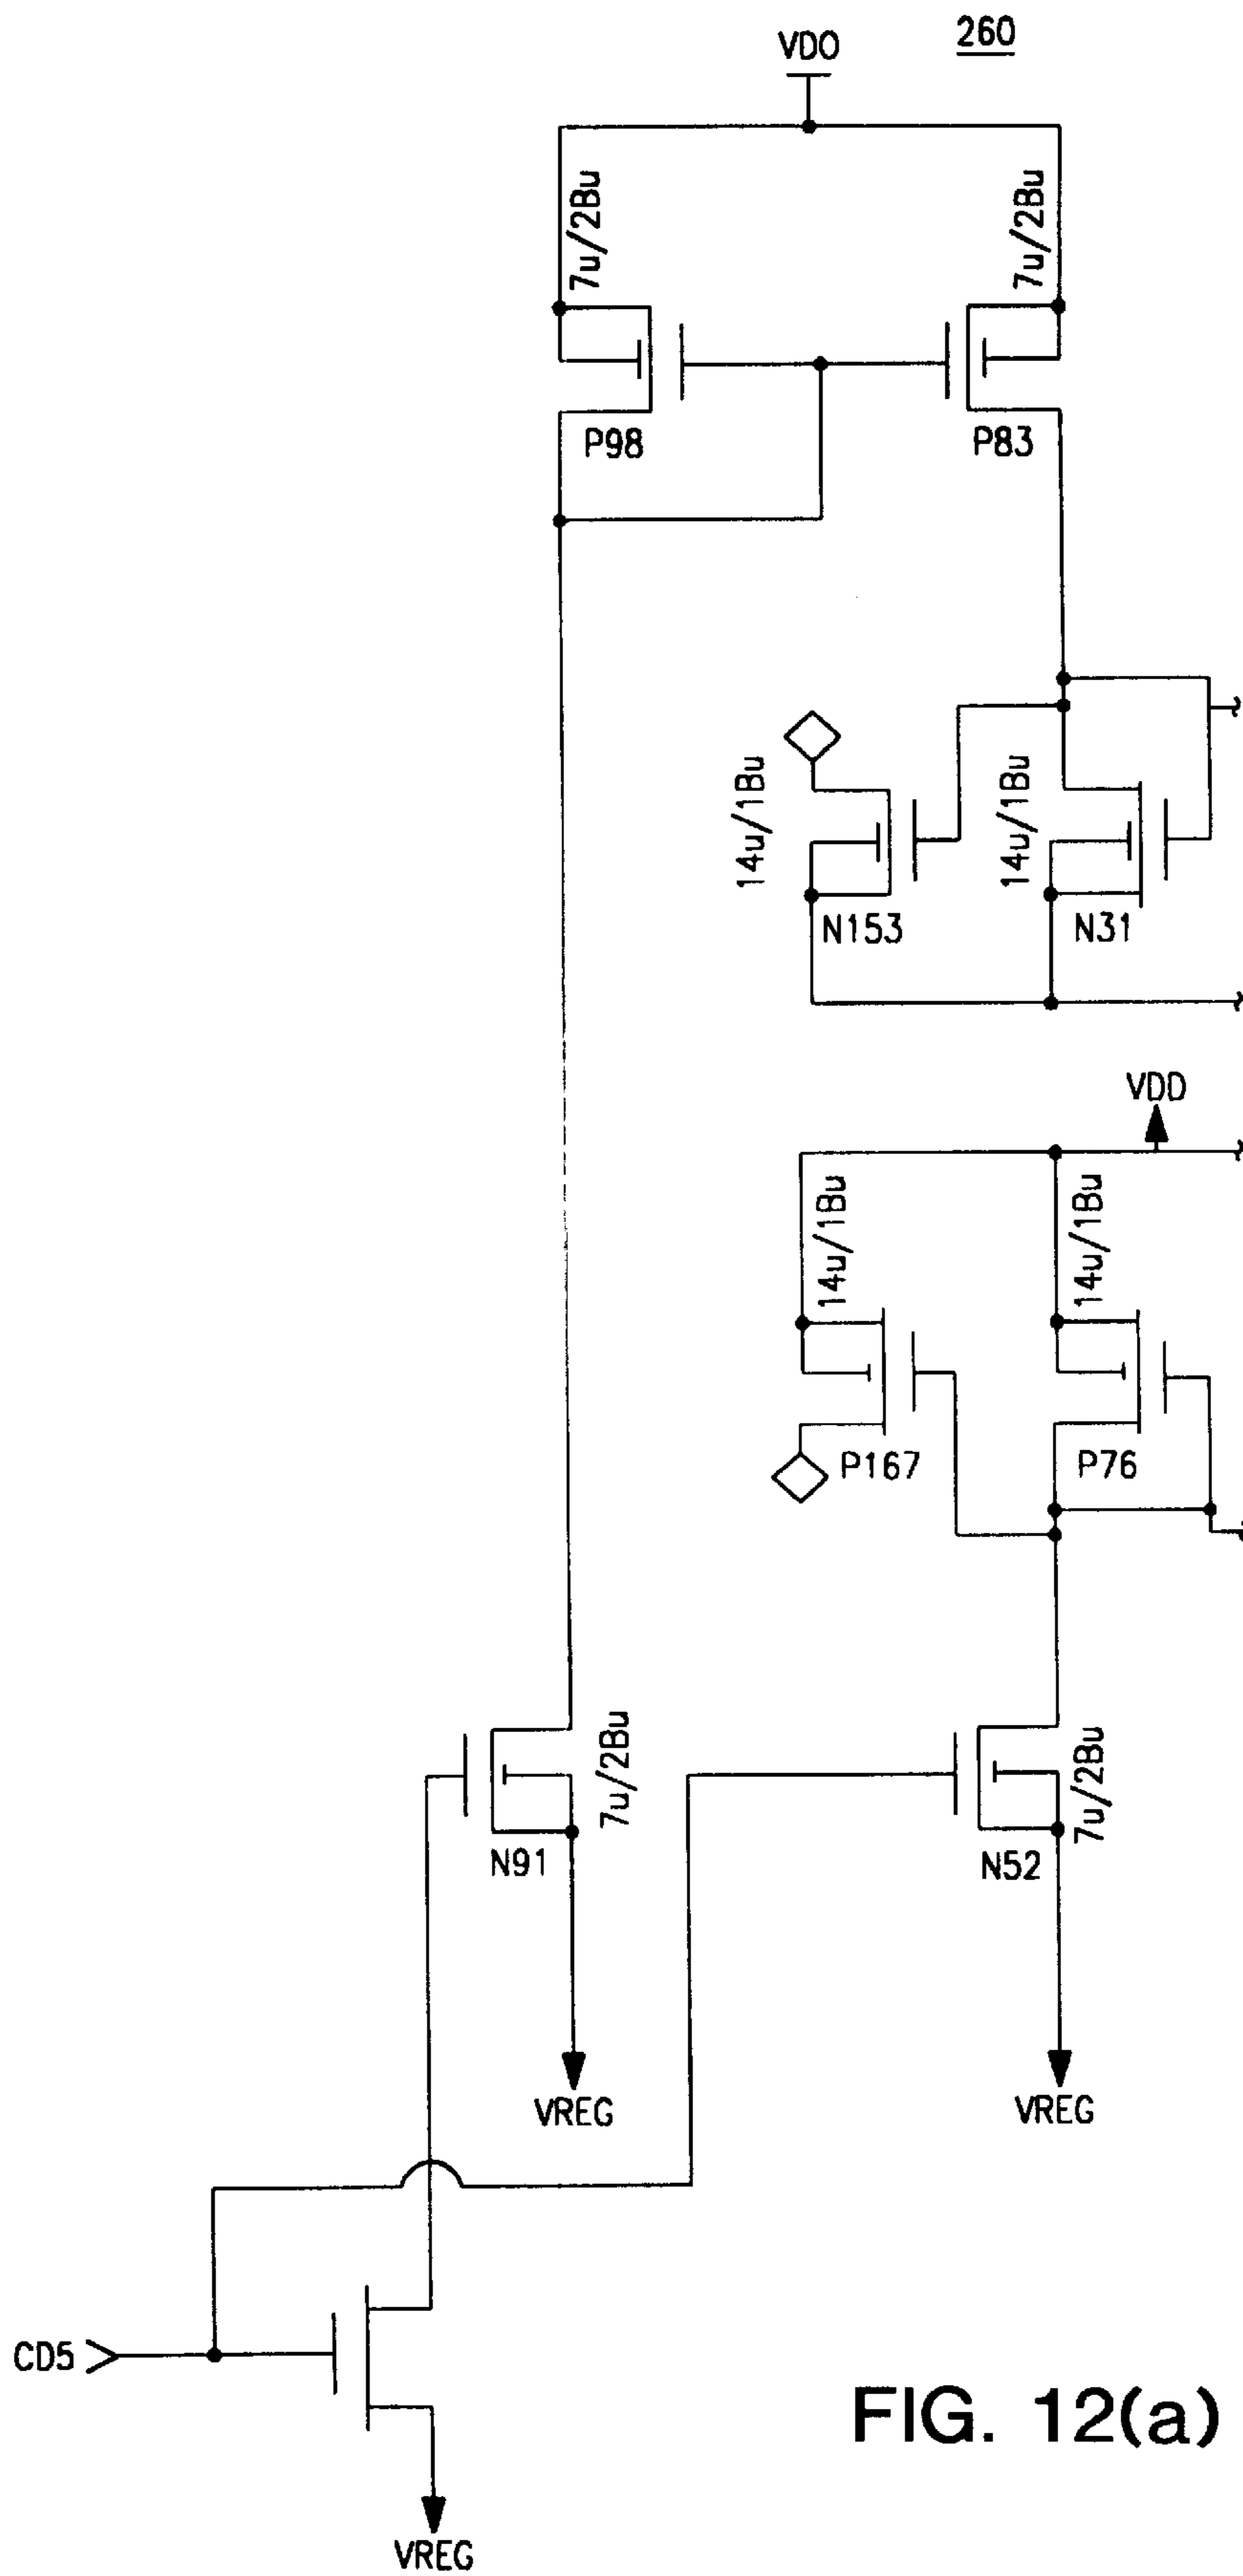 260
VDO
7u/2Bu
7u/2Bu
P98
P83
14u/1Bu
14u/1Bu
N153
N31
VDD
14u/1Bu
14u/1Bu
P167
P76
7u/2Bu
7u/2Bu
N91
N52
VREG
VREG
CD5
FIG. 12(a)
VREG